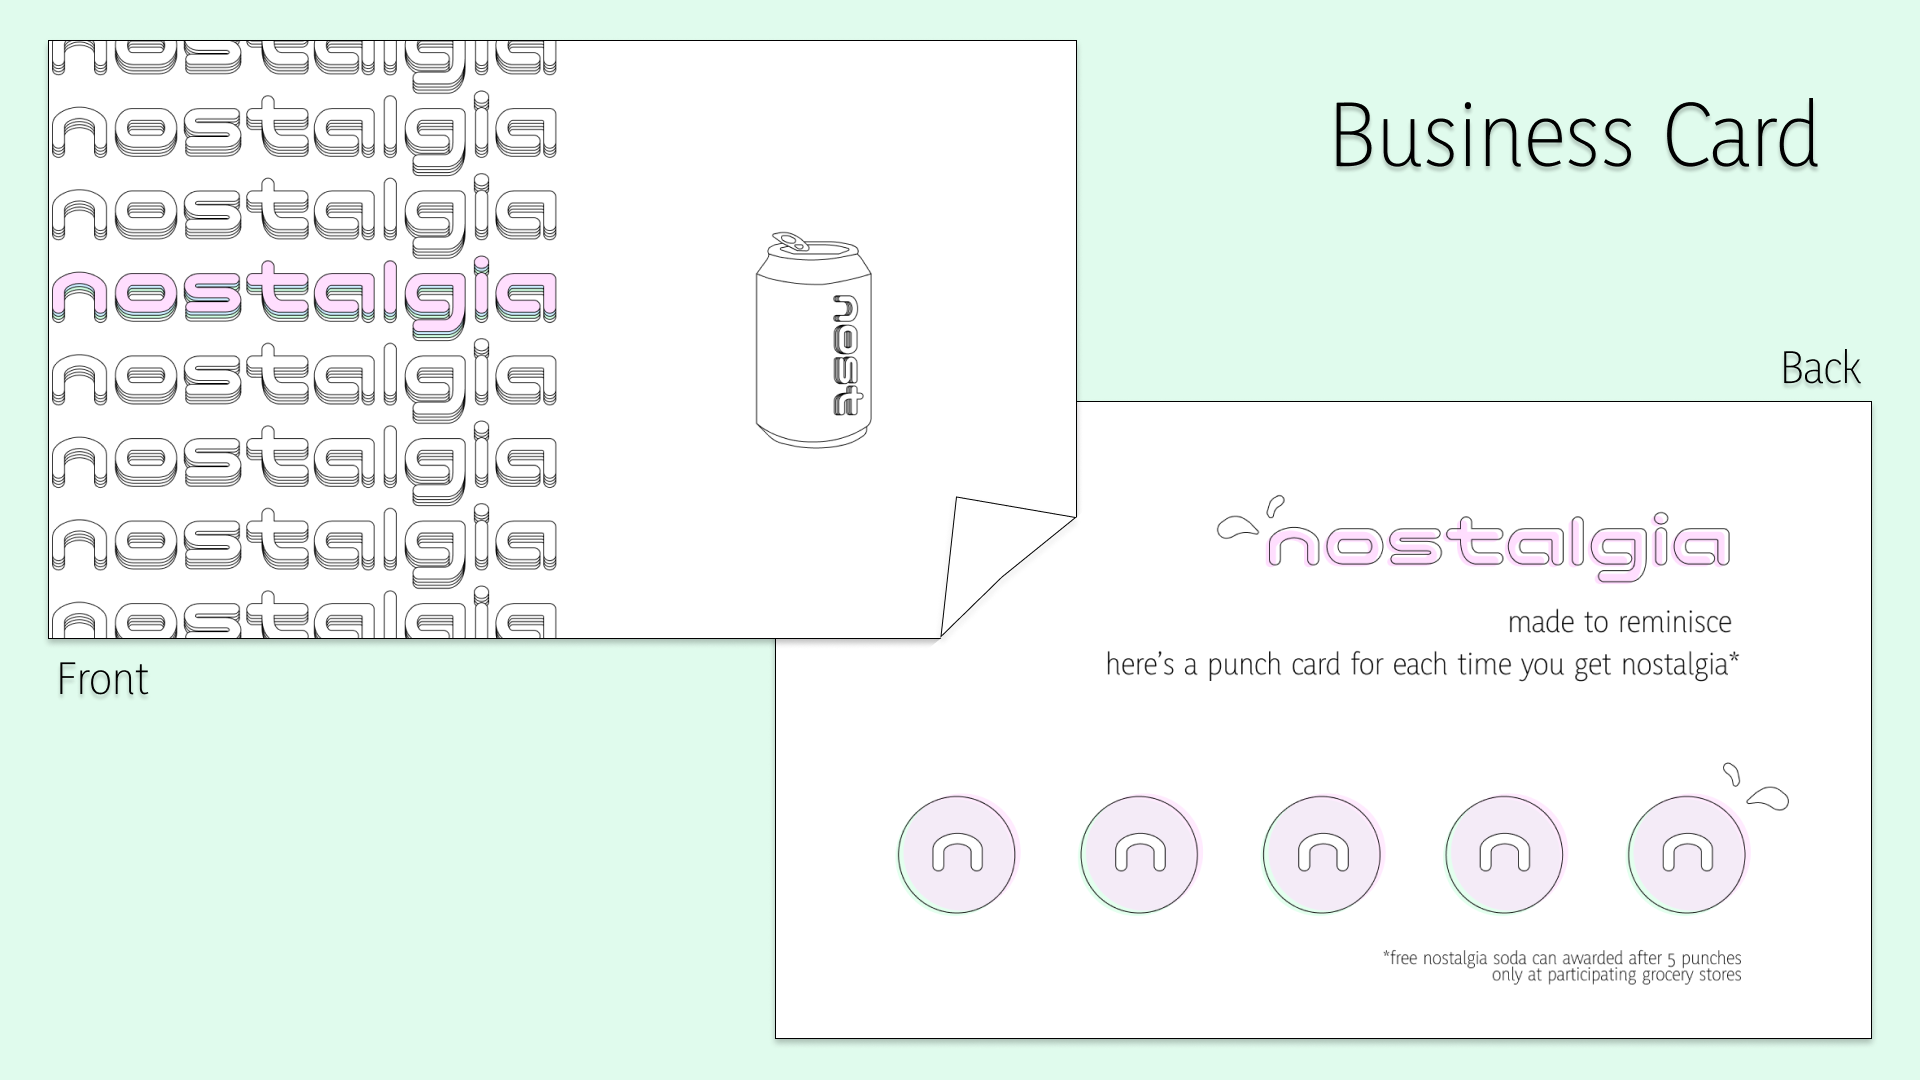 Business Card
nostalgia
nostalgia
nostalgia
nostalgia
nostalgia
nostalgia
nostalgia
nostalgia
nost
Front
Back
nostalgia
made to reminisce
here's a punch card for each time you get nostalgia*
n n n n n
*free nostalgia soda can awarded after 5 punches
only at participating grocery stores